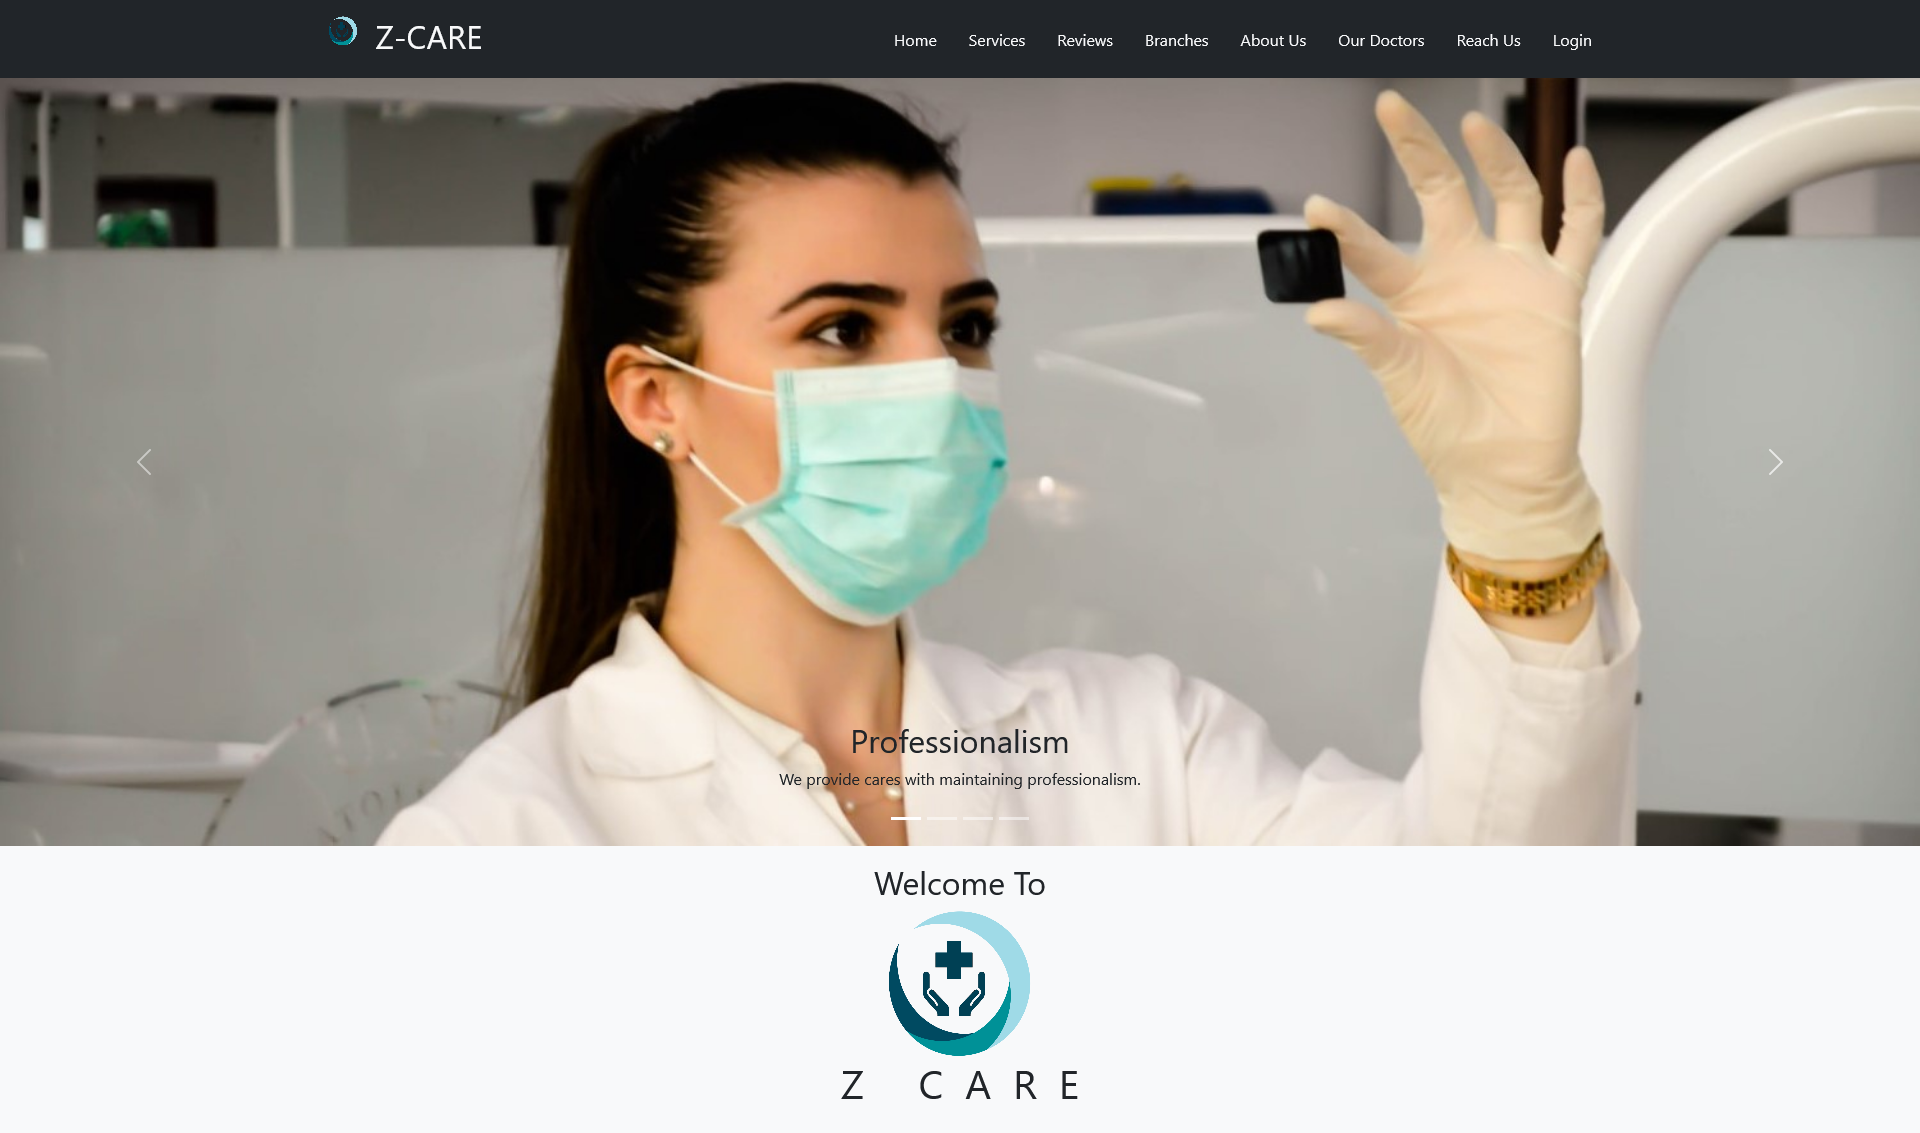 Z-CARE
Home Services Reviews Branches About Us Our Doctors Reach Us Login
Professionalism
We provide cares with maintaining professionalism.
Welcome To
Z CARE